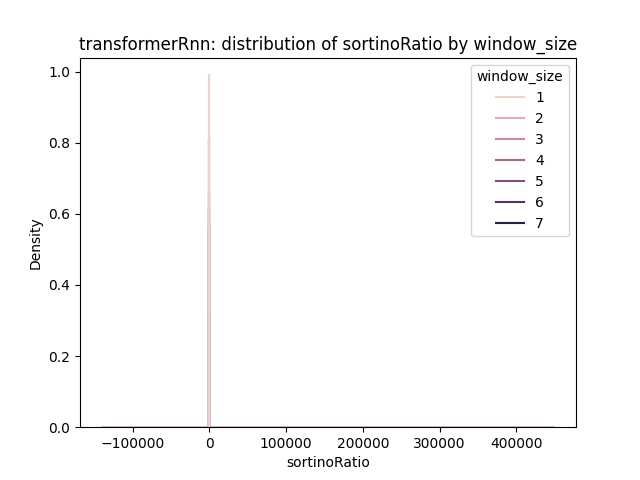 transformerRnn: distribution of sortinoRatio by window_size
window_size
1
2
3
4
5
6
7
Density
1.0
0.8
0.6
0.4
0.2
0.0
−100000 0 100000 200000 300000 400000
sortinoRatio